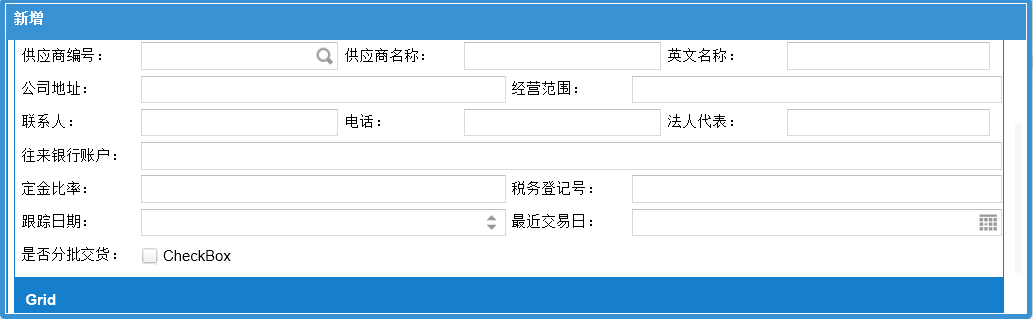 新增
供应商编号： 供应商名称： 英文名称：
公司地址： 经营范围：
联系人： 电话： 法人代表：
往来银行账户：
定金比率： 税务登记号：
跟踪日期： 最近交易日：
是否分批交货： CheckBox
Grid